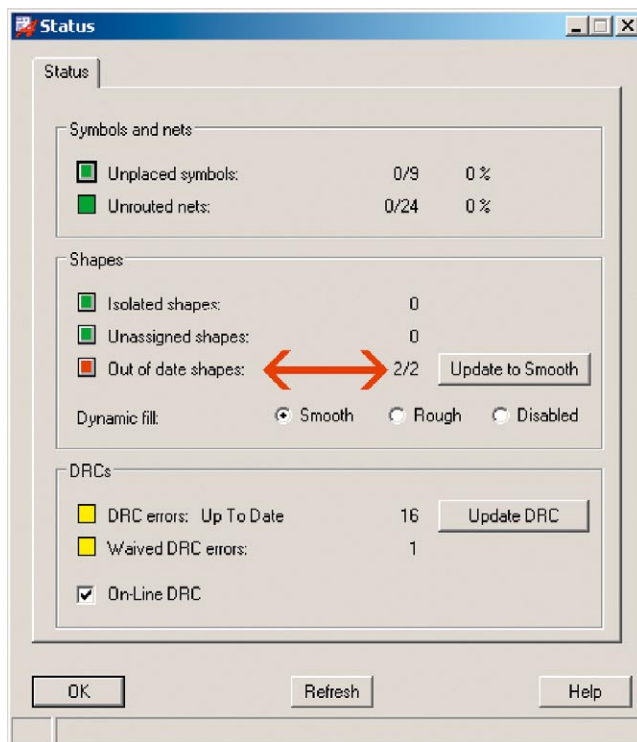 Status
Status
Symbols and nets
Unplaced symbols: 0/9 0 %
Unrouted nets: 0/24 0 %
Shapes
Isolated shapes: 0
Unassigned shapes: 0
Out of date shapes: 2/2 Update to Smooth
Dynamic fill: Smooth Rough Disabled
DRCs
DRC errors: Up To Date 16 Update DRC
Waived DRC errors: 1
On-Line DRC
OK Refresh Help